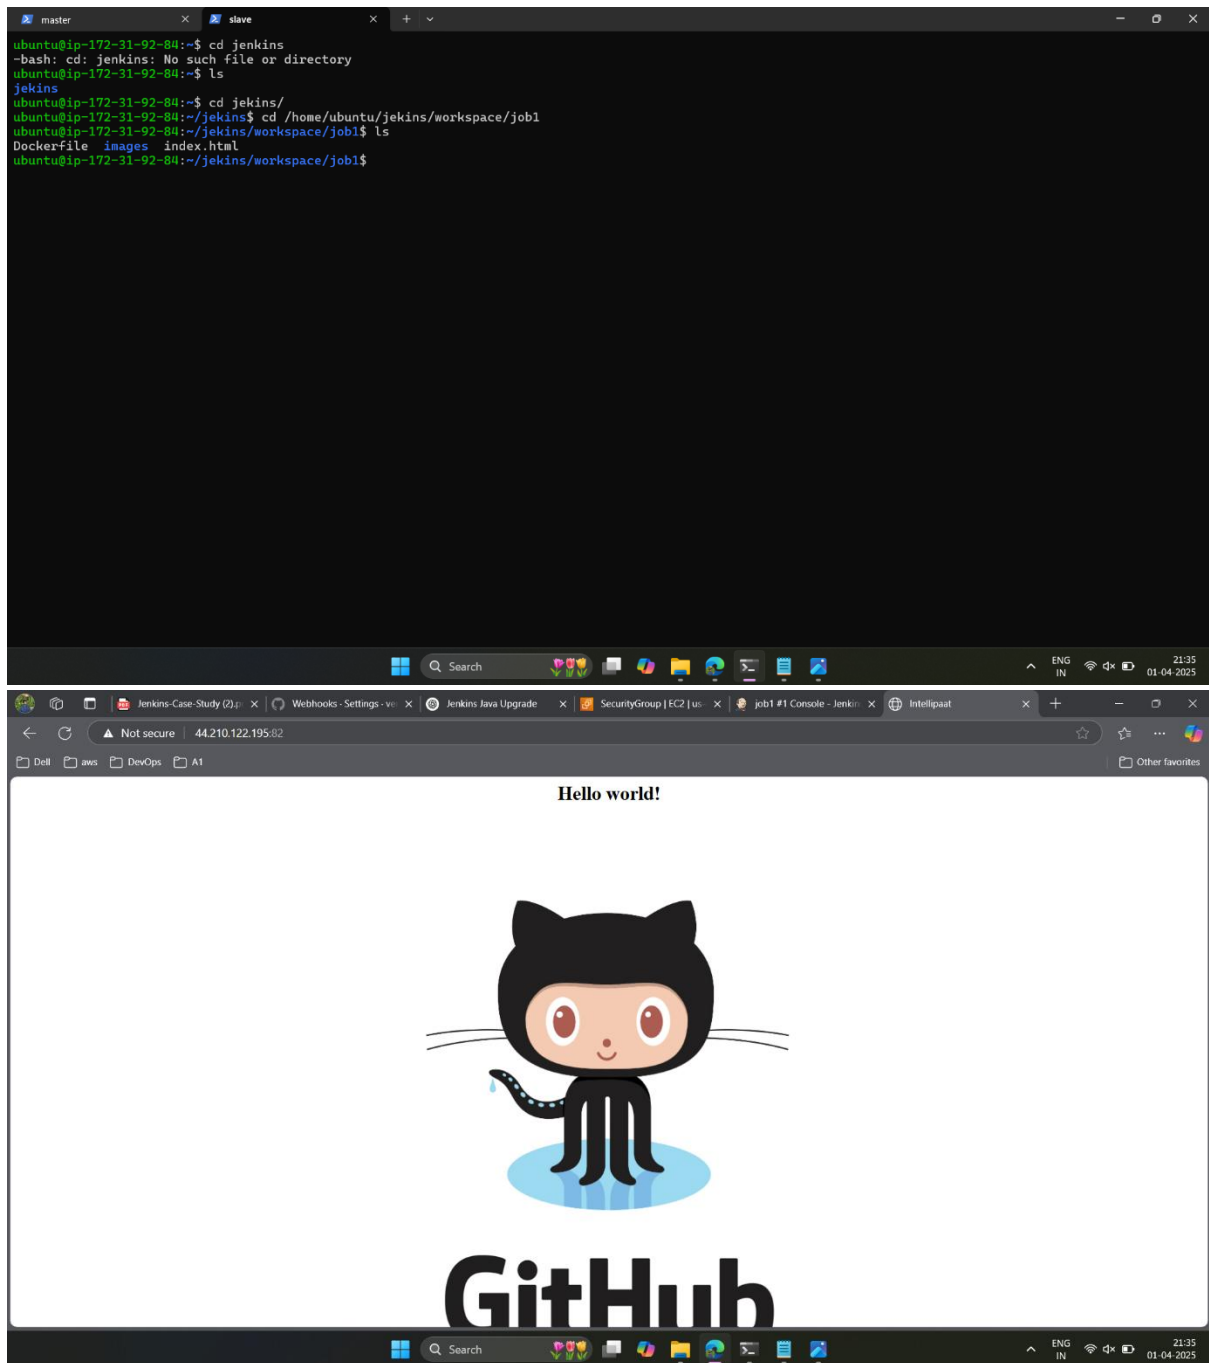 master
slave
ubuntu@ip-172-31-92-84:~$ cd jenkins
-bash: cd: jenkins: No such file or directory
ubuntu@ip-172-31-92-84:~$ ls
jekins
ubuntu@ip-172-31-92-84:~$ cd jekins/
ubuntu@ip-172-31-92-84:~/jekins$ cd /home/ubuntu/jekins/workspace/job1
ubuntu@ip-172-31-92-84:~/jekins/workspace/job1$ ls
Dockerfile images index.html
ubuntu@ip-172-31-92-84:~/jekins/workspace/job1$
Search
ENG
IN
21:35
01-04-2025
Jenkins-Case-Study (2).p
Webhooks - Settings - ve
Jenkins Java Upgrade
SecurityGroup | EC2 | us-
job1 #1 Console - Jenkin
Intellipaat
Not secure
44.210.122.195:82
Dell
aws
DevOps
A1
Other favorites
Hello world!
GitHub
Search
ENG
IN
21:35
01-04-2025